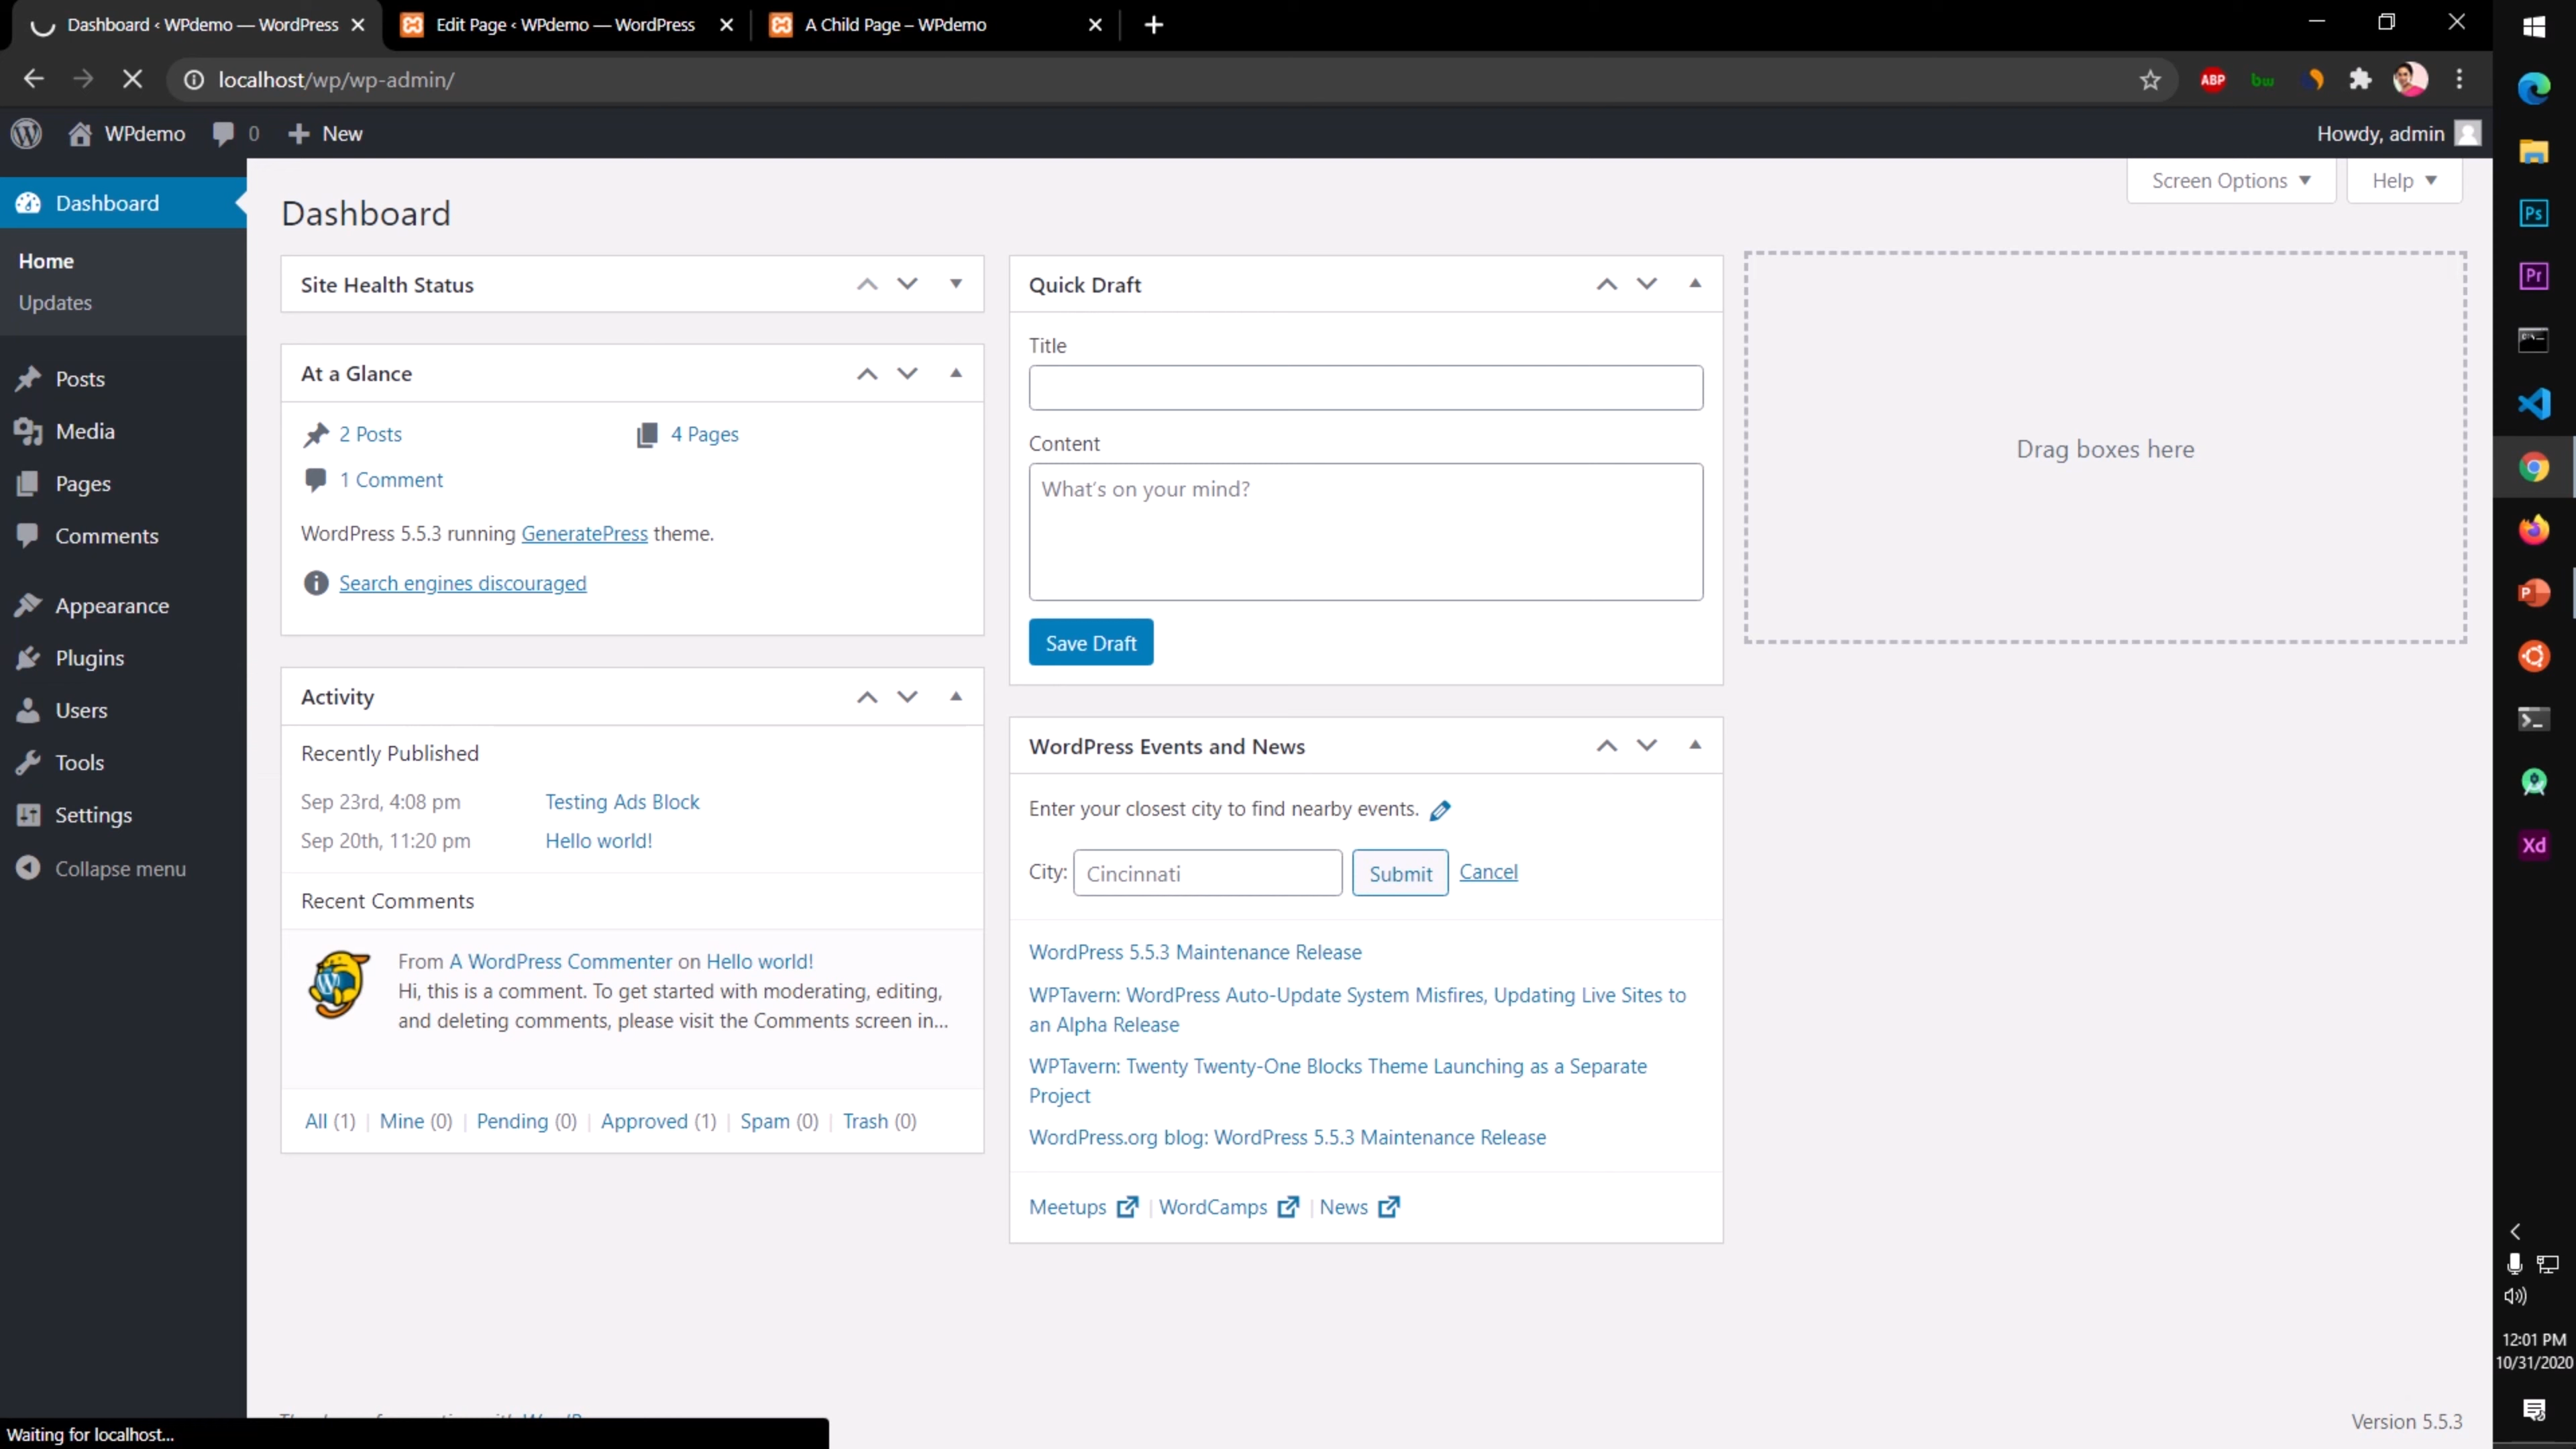 Dashboard ‹ WPdemo — WordPress
Edit Page ‹ WPdemo — WordPress
A Child Page – WPdemo
localhost/wp/wp-admin/
ABP
bw
WPdemo
0
New
Howdy, admin
Screen Options
Help
Dashboard
Home
Updates
Posts
Media
Pages
Comments
Appearance
Plugins
Users
Tools
Settings
Collapse menu
Dashboard
Site Health Status
At a Glance
2 Posts
4 Pages
1 Comment
WordPress 5.5.3 running GeneratePress theme.
Search engines discouraged
Activity
Recently Published
Sep 23rd, 4:08 pm Testing Ads Block
Sep 20th, 11:20 pm Hello world!
Recent Comments
From A WordPress Commenter on Hello world!
Hi, this is a comment. To get started with moderating, editing,
and deleting comments, please visit the Comments screen in…
All (1) | Mine (0) | Pending (0) | Approved (1) | Spam (0) | Trash (0)
Quick Draft
Title
Content
What's on your mind?
Save Draft
WordPress Events and News
Enter your closest city to find nearby events.
City: Cincinnati Submit Cancel
WordPress 5.5.3 Maintenance Release
WPTavern: WordPress Auto-Update System Misfires, Updating Live Sites to
an Alpha Release
WPTavern: Twenty Twenty-One Blocks Theme Launching as a Separate
Project
WordPress.org blog: WordPress 5.5.3 Maintenance Release
Meetups | WordCamps | News
Drag boxes here
Version 5.5.3
Waiting for localhost...
Ps
Pr
P
Xd
12:01 PM
10/31/2020